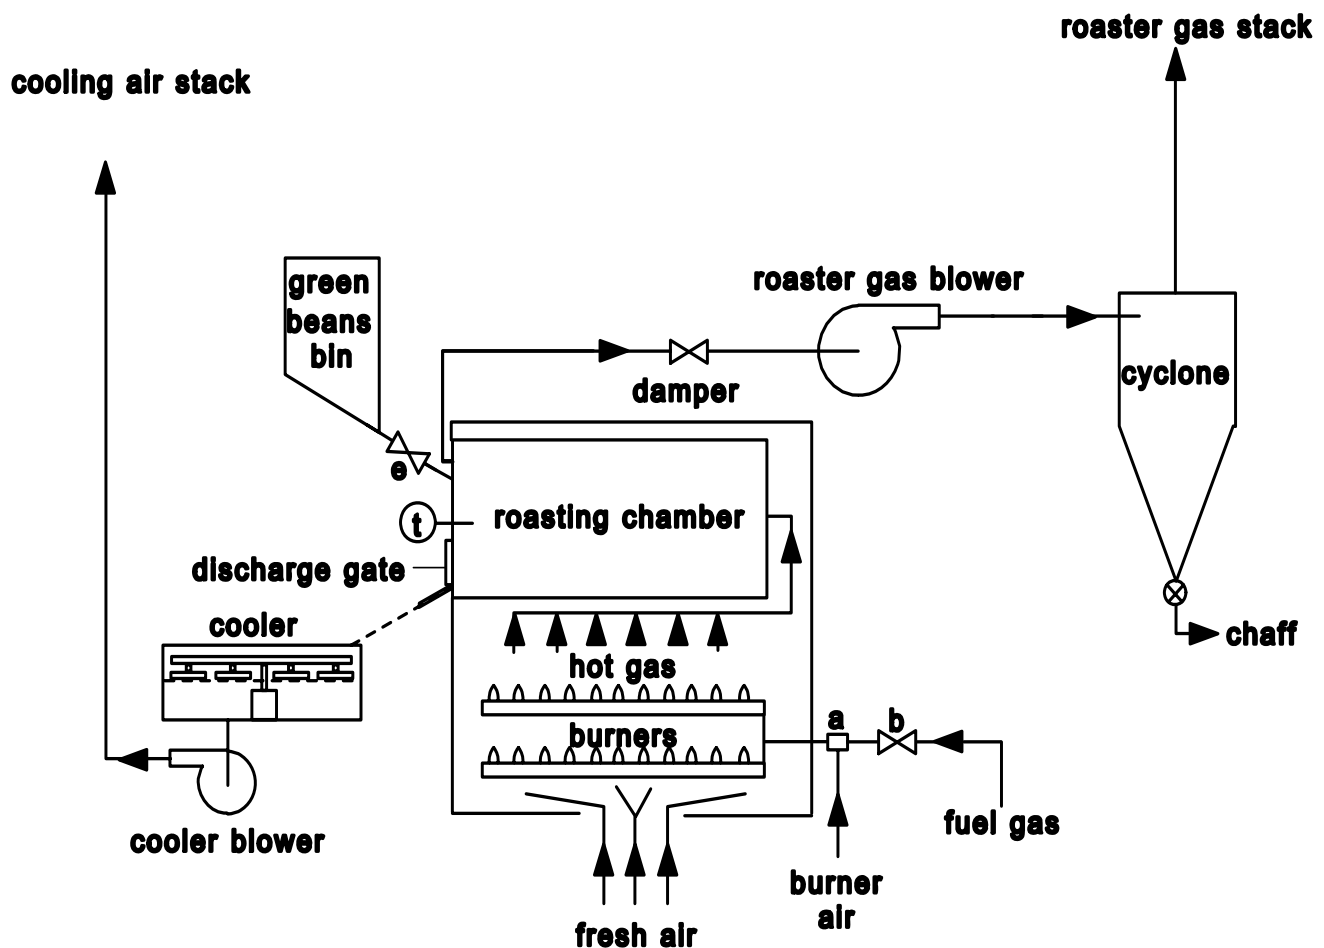 roaster gas stack
cooling air stack
green
beans
bin
roaster gas blower
damper
cyclone
e
t
roasting chamber
discharge gate
cooler
hot gas
chaff
burners
a
b
cooler blower
fuel gas
burner
air
fresh air